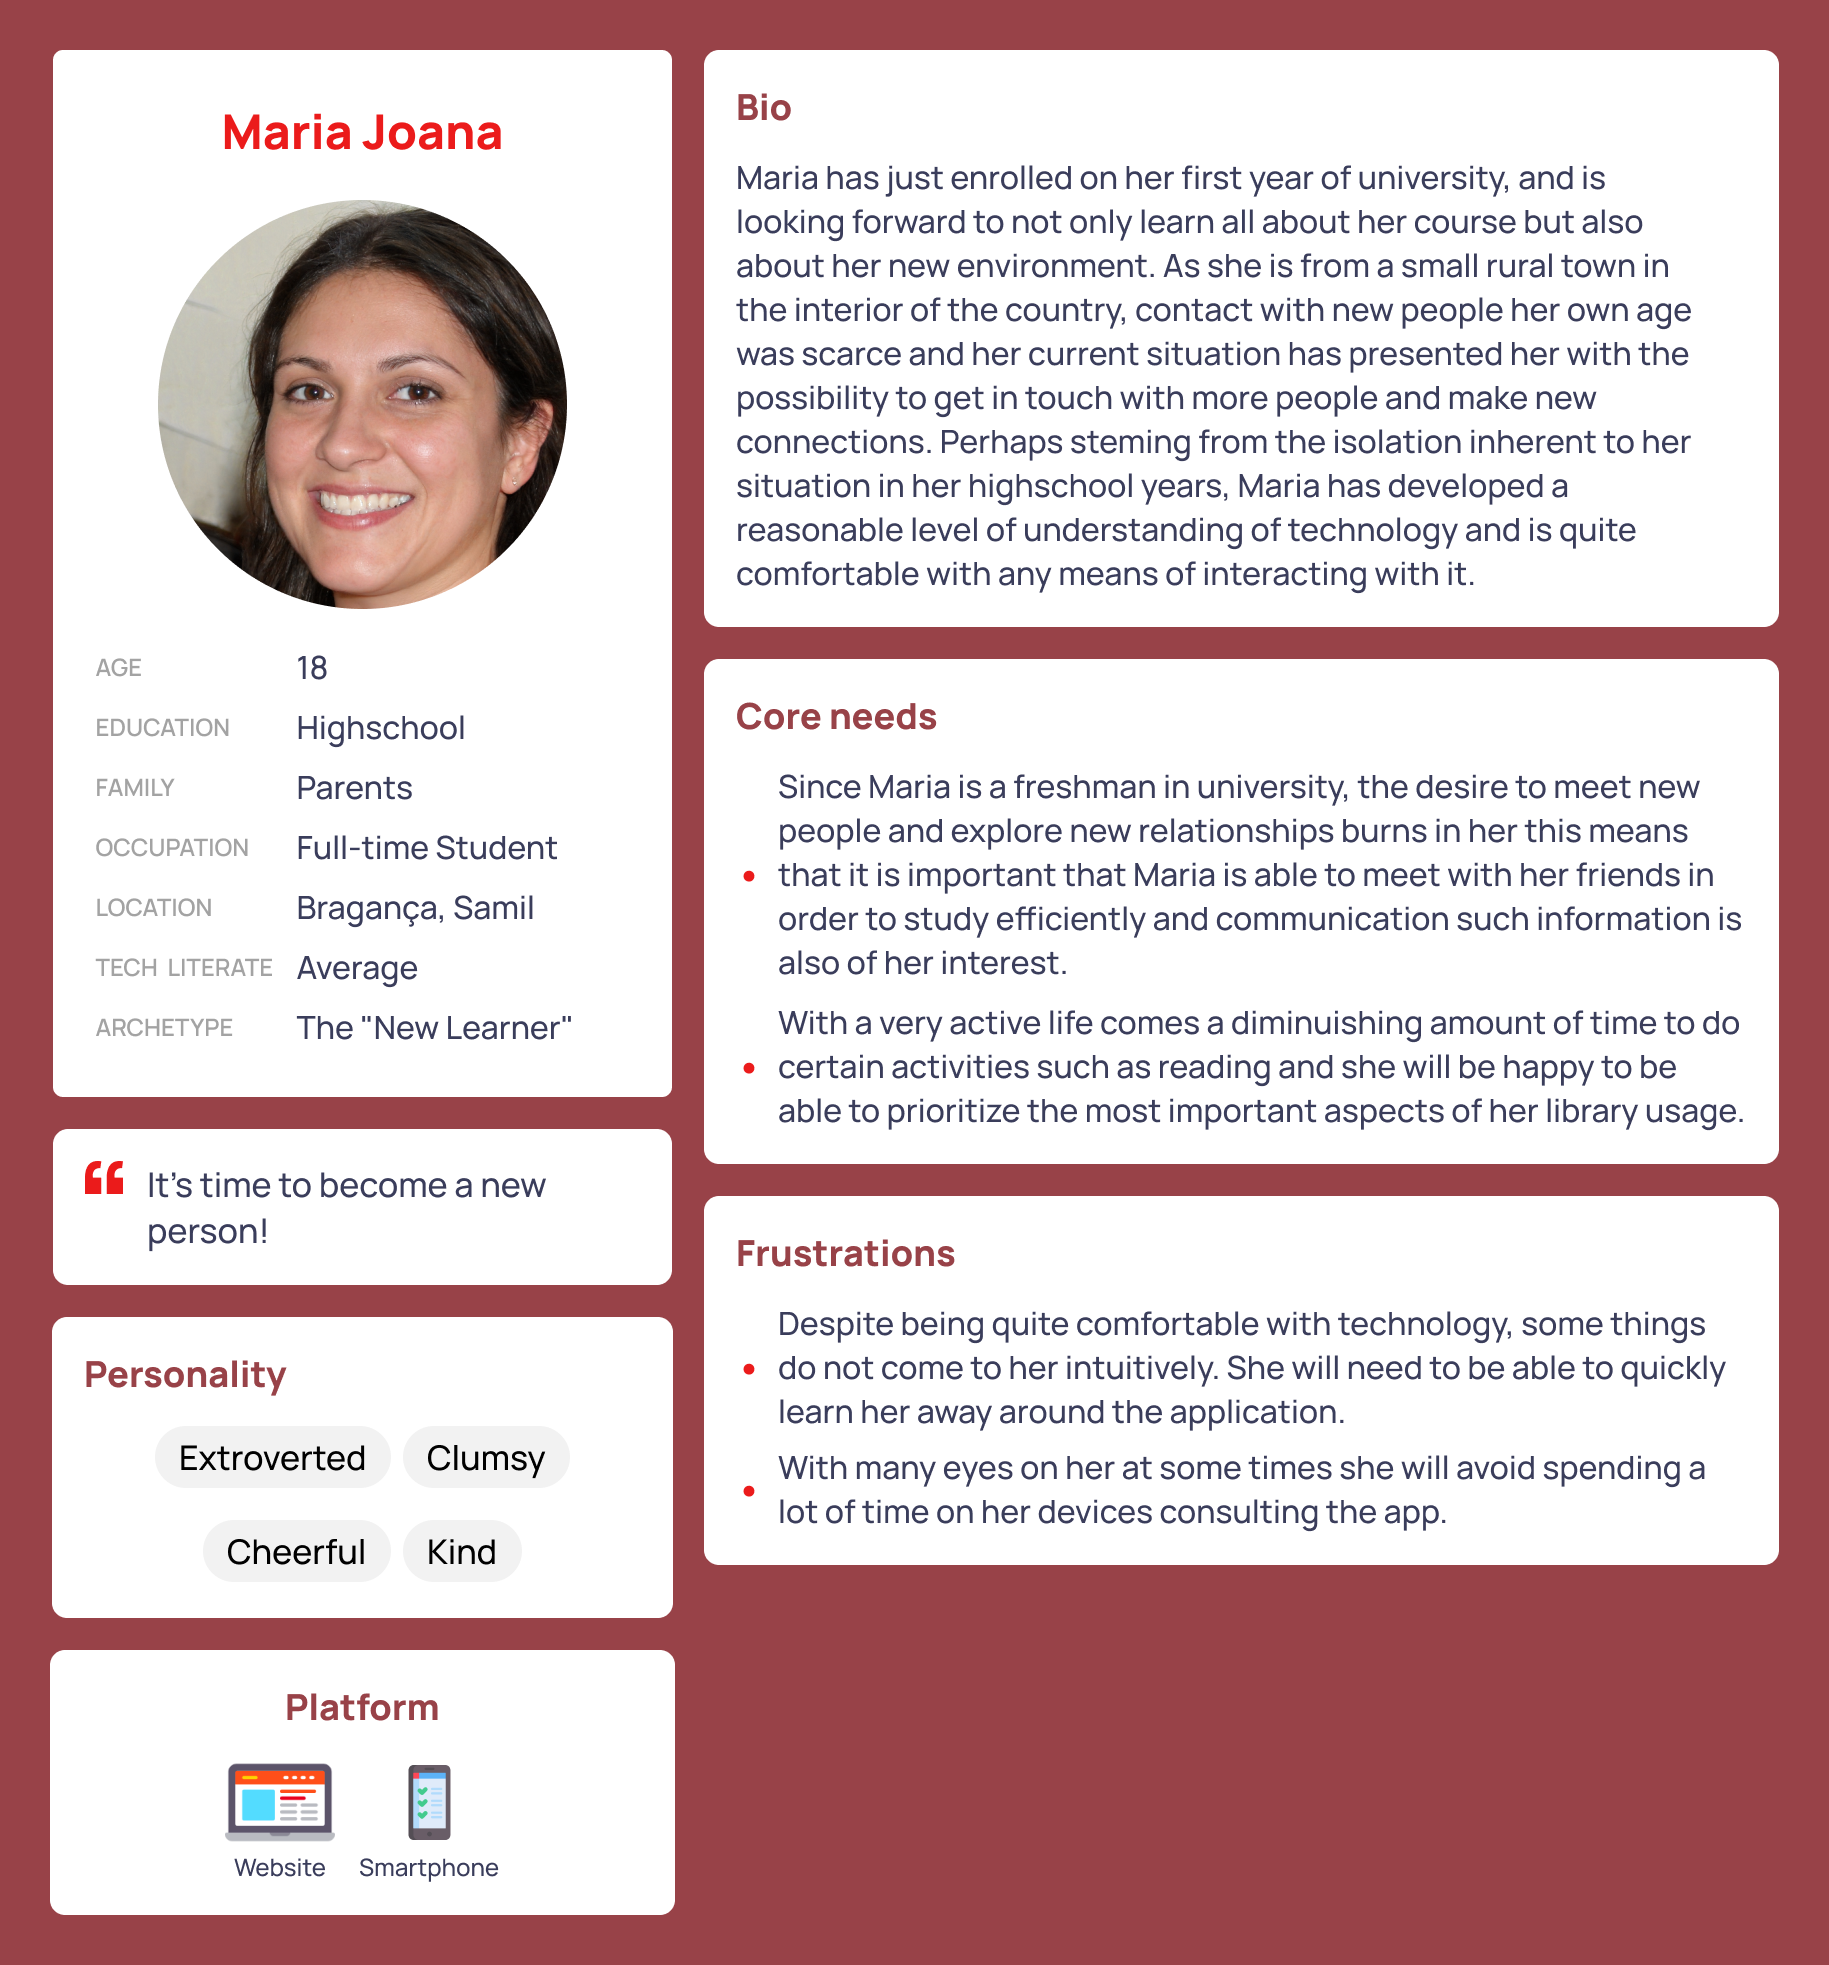 Maria Joana
AGE 18
EDUCATION Highschool
FAMILY Parents
OCCUPATION Full-time Student
LOCATION Bragança, Samil
TECH LITERATE Average
ARCHETYPE The "New Learner"
“ It’s time to become a new
person!
Personality
Extroverted Clumsy
Cheerful Kind
Platform
Website Smartphone
Bio
Maria has just enrolled on her first year of university, and is
looking forward to not only learn all about her course but also
about her new environment. As she is from a small rural town in
the interior of the country, contact with new people her own age
was scarce and her current situation has presented her with the
possibility to get in touch with more people and make new
connections. Perhaps steming from the isolation inherent to her
situation in her highschool years, Maria has developed a
reasonable level of understanding of technology and is quite
comfortable with any means of interacting with it.
Core needs
Since Maria is a freshman in university, the desire to meet new
people and explore new relationships burns in her this means
• that it is important that Maria is able to meet with her friends in
order to study efficiently and communication such information is
also of her interest.
With a very active life comes a diminuishing amount of time to do
• certain activities such as reading and she will be happy to be
able to prioritize the most important aspects of her library usage.
Frustrations
Despite being quite comfortable with technology, some things
• do not come to her intuitively. She will need to be able to quickly
learn her away around the application.
• With many eyes on her at some times she will avoid spending a
lot of time on her devices consulting the app.